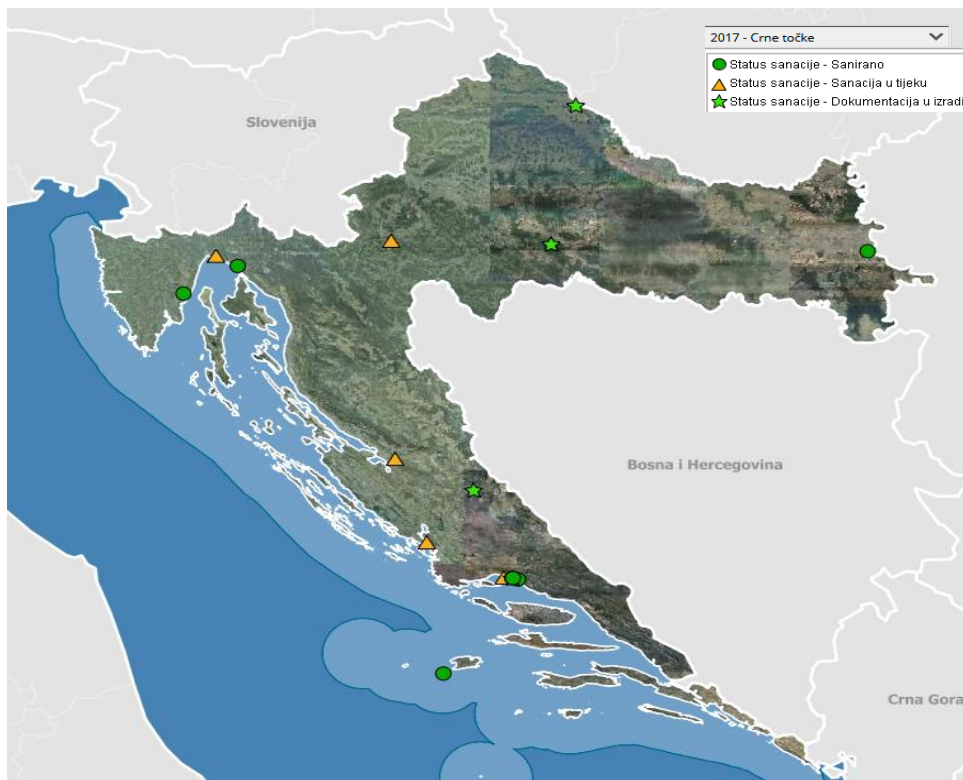 2017 - Crne točke
Status sanacije - Sanirano
Status sanacije - Sanacija u tijeku
Status sanacije - Dokumentacija u izradi
Slovenija
Bosna i Hercegovina
Crna Gora